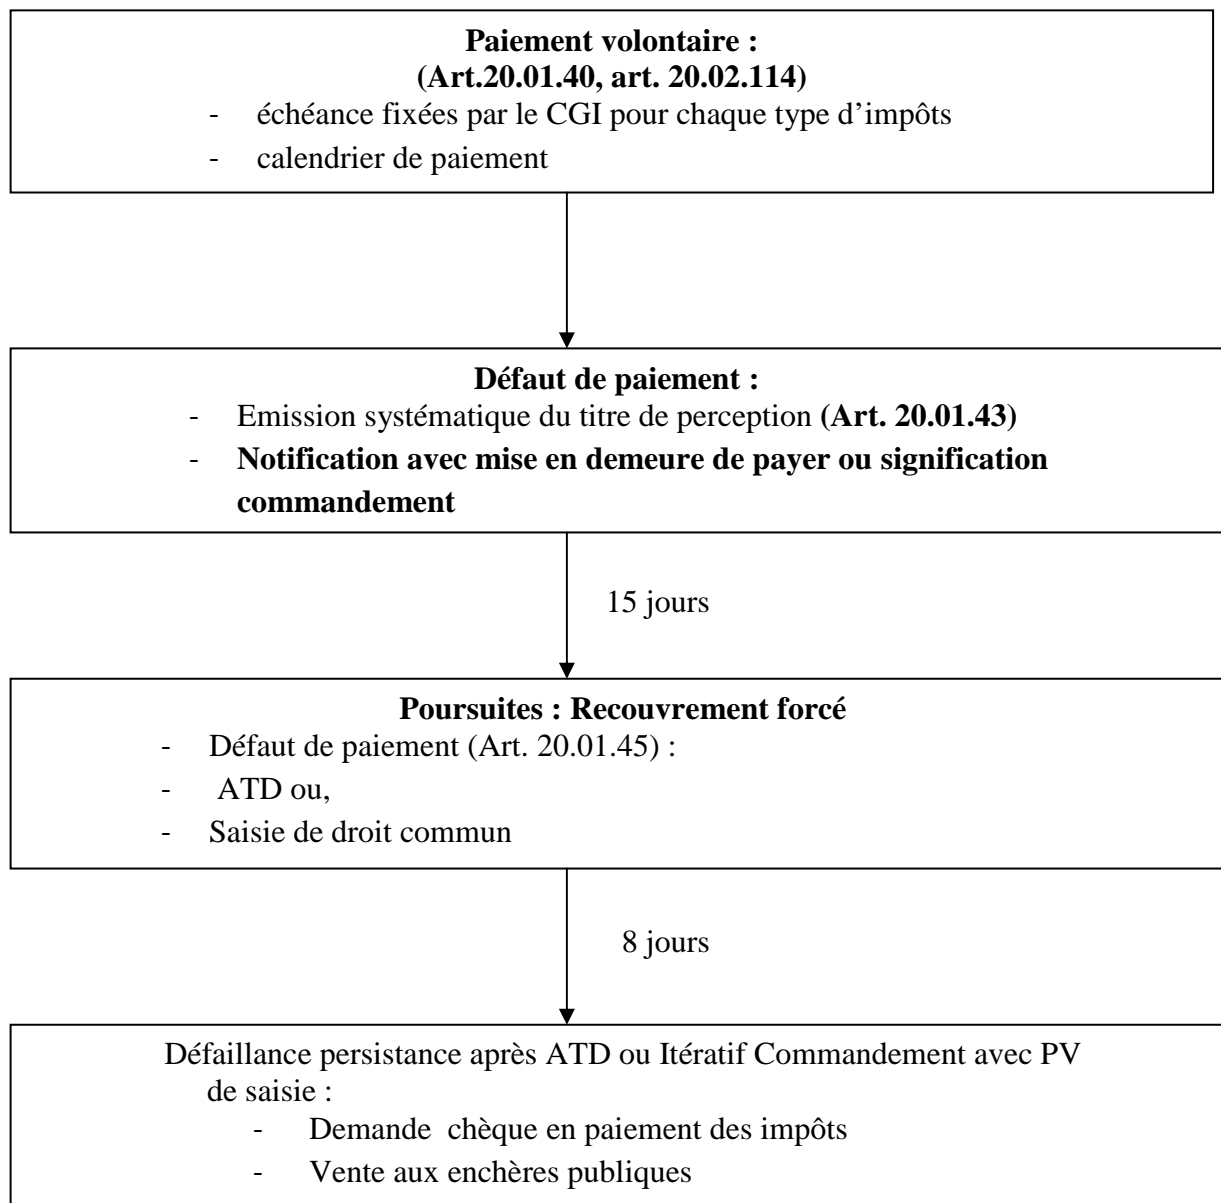 Paiement volontaire :
(Art.20.01.40, art. 20.02.114)
- échéance fixées par le CGI pour chaque type d’impôts
- calendrier de paiement
Défaut de paiement :
- Emission systématique du titre de perception (Art. 20.01.43)
- Notification avec mise en demeure de payer ou signification
commandement
15 jours
Poursuites : Recouvrement forcé
- Défaut de paiement (Art. 20.01.45) :
- ATD ou,
- Saisie de droit commun
8 jours
Défaillance persistance après ATD ou Itératif Commandement avec PV
de saisie :
- Demande chèque en paiement des impôts
- Vente aux enchères publiques